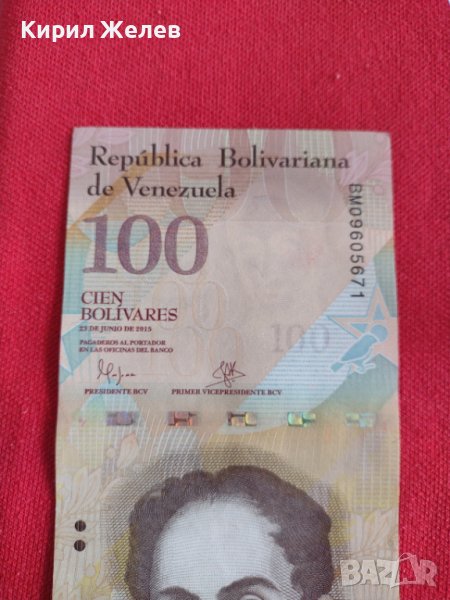 Кирил Желев
República Bolivariana
de Venezuela
BM09605671
100
CIEN
BOLÍVARES
23 DE JUNIO DE 2015
PAGADEROS AL PORTADOR
EN LAS OFICINAS DEL BANCO
100
PRESIDENTE BCV
PRIMER VICEPRESIDENTE BCV
BAZAR